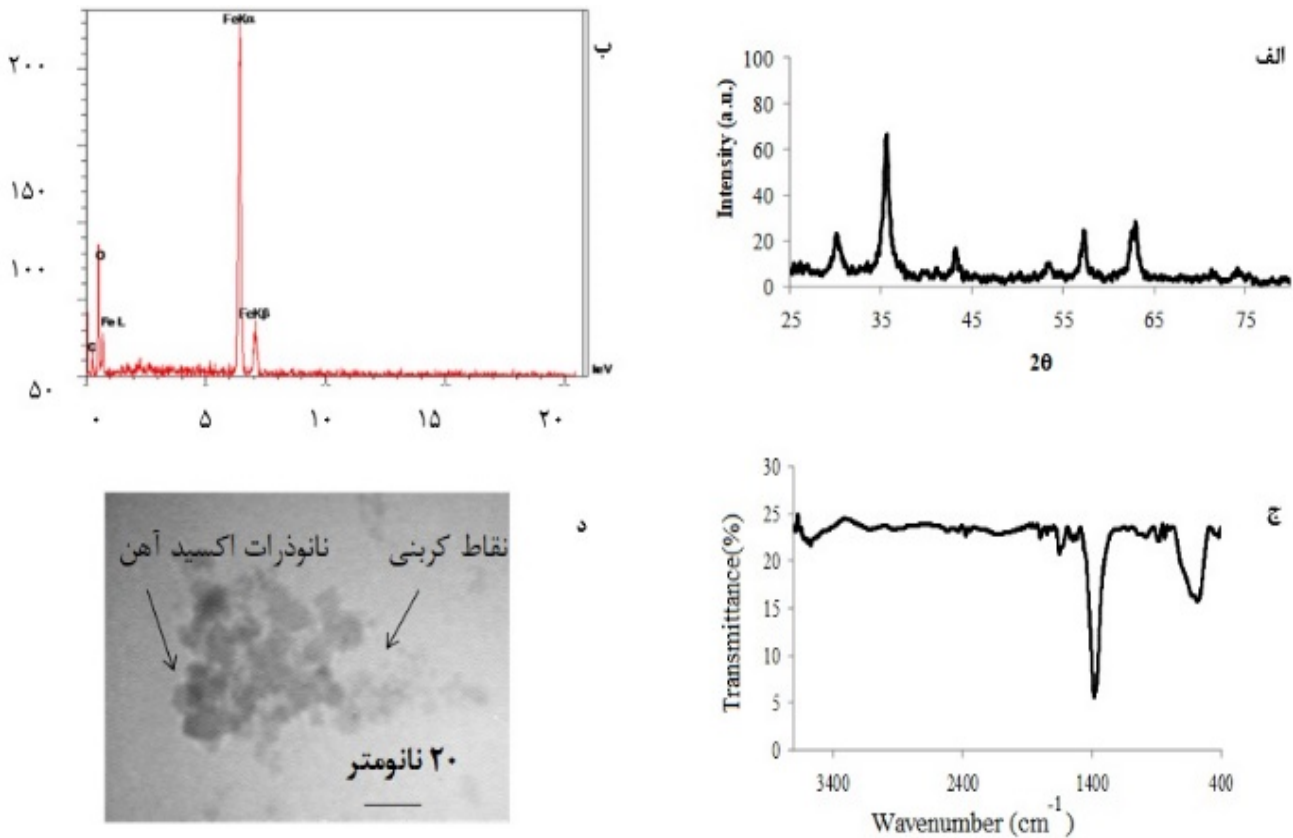 الف
Intensity (a.u.)
100
80
60
40
20
0
25 35 45 55 65 75
2θ
ب
FeKα
۲۰۰
۱۵۰
۱۰۰
۵۰
O
Fe L
C
FeKβ
keV
۰ ۵ ۱۰ ۱۵ ۲۰
ج
Transmittance(%)
30
25
20
15
10
5
0
3400 2400 1400 400
Wavenumber (cm⁻¹)
د
نقاط کربنی
نانوذرات اکسید آهن
۲۰ نانومتر